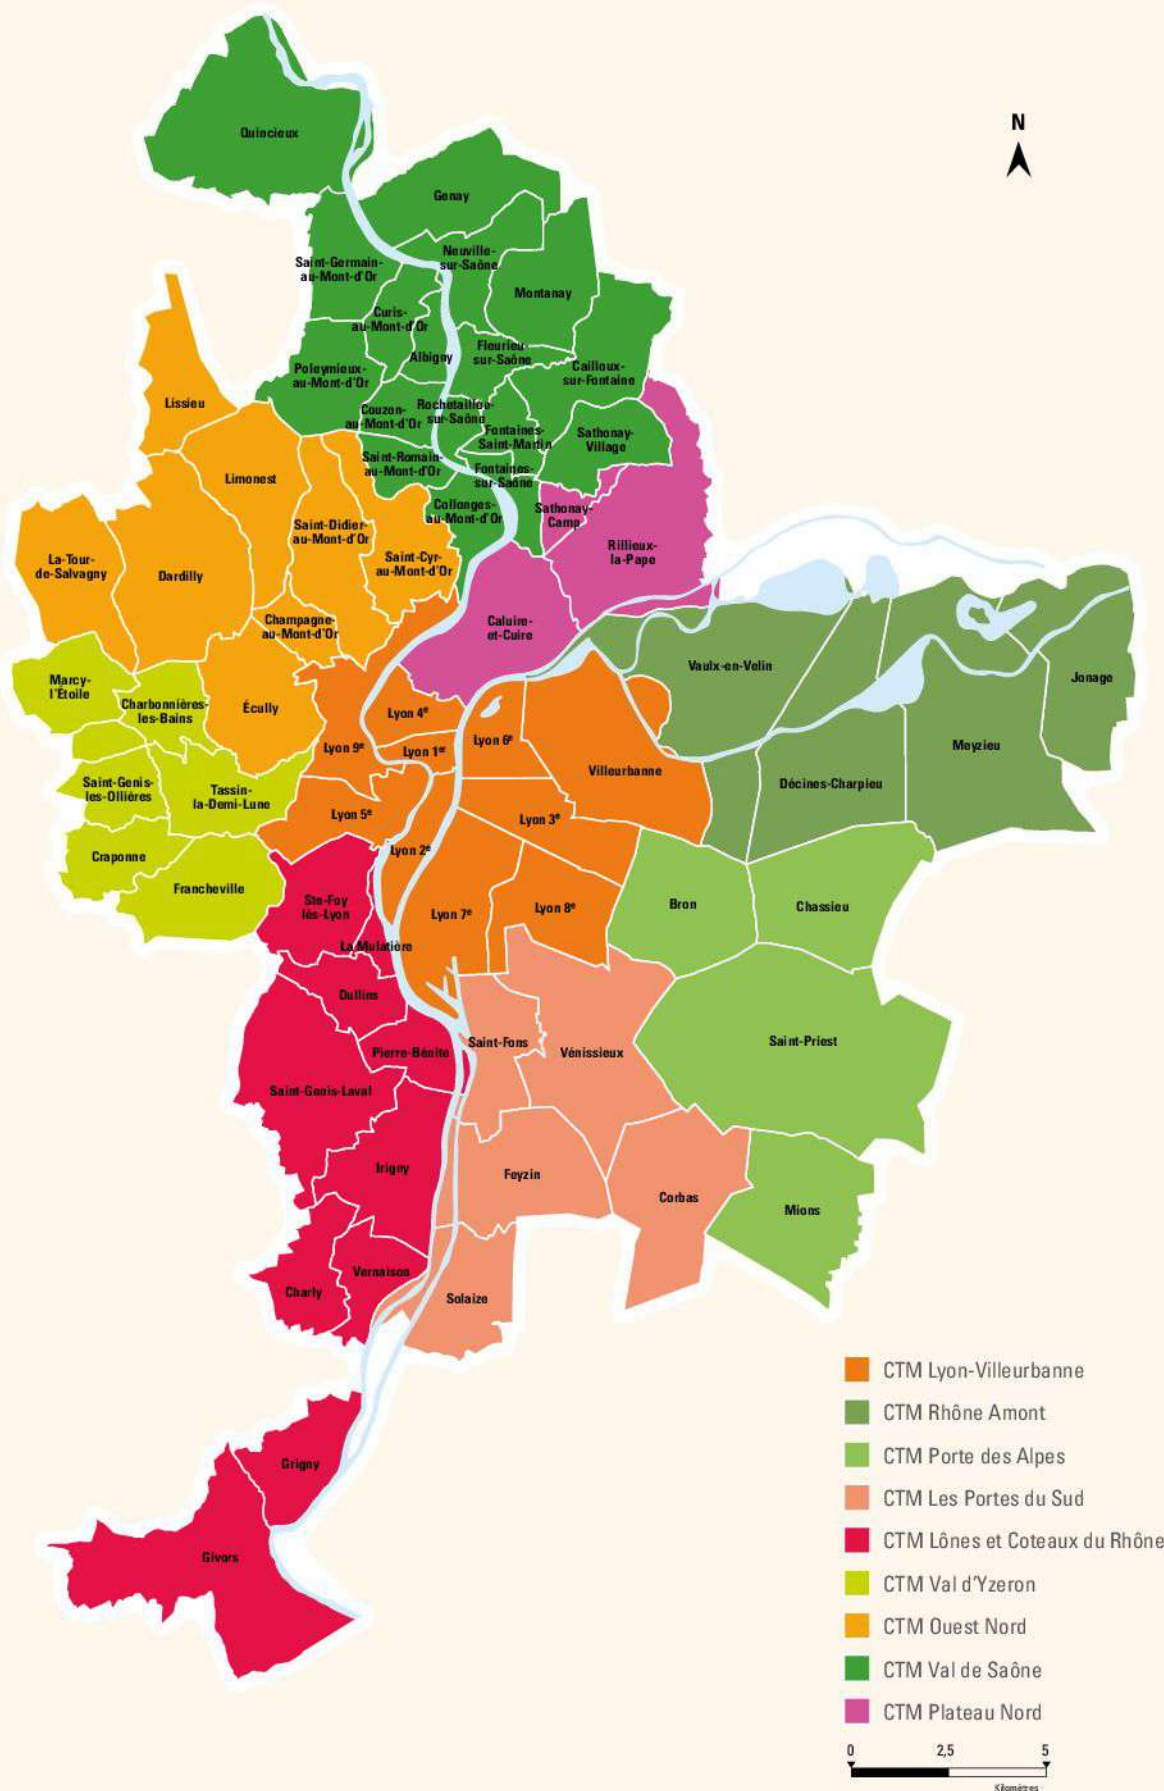 N
Quincieux
Genay
Neuville-
sur-Saône
Saint-Germain-
au-Mont-d'Or
Montanay
Curis-
au-Mont-d'Or
Albigny
Fleurieu-
sur-Saône
Cailloux-
sur-Fontaine
Poleymieux-
au-Mont-d'Or
Lissieu
Couzon-
au-Mont-d'Or
Rochetaillée-
sur-Saône
Fontaines-
Saint-Martin
Sathonay-
Village
Saint-Romain-
au-Mont-d'Or
Fontaines-
sur-Saône
Limonest
Collonges-
au-Mont-d'Or
Sathonay-
Camp
Saint-Didier-
au-Mont-d'Or
Rillieux-
la-Pape
La-Tour-
de-Salvagny
Dardilly
Saint-Cyr-
au-Mont-d'Or
Champagne-
au-Mont-d'Or
Caluire-
et-Cuire
Vaulx-en-Velin
Jonage
Marcy-
l'Étoile
Charbonnières-
les-Bains
Écully
Lyon 4e
Lyon 9e
Lyon 1er
Lyon 6e
Meyzieu
Villeurbanne
Décines-Charpieu
Saint-Genis-
les-Ollières
Tassin-
la-Demi-Lune
Lyon 5e
Lyon 3e
Craponne
Lyon 2e
Francheville
Ste-Foy
lès-Lyon
Lyon 7e
Lyon 8e
Bron
Chassieu
La Mulatière
Oullins
Saint-Fons
Vénissieux
Saint-Priest
Pierre-Bénite
Saint-Genis-Laval
Irigny
Feyzin
Corbas
Mions
Vernaison
Charly
Solaize
Grigny
Givors
CTM Lyon-Villeurbanne
CTM Rhône Amont
CTM Porte des Alpes
CTM Les Portes du Sud
CTM Lônes et Coteaux du Rhône
CTM Val d'Yzeron
CTM Ouest Nord
CTM Val de Saône
CTM Plateau Nord
0 2,5 5
Kilomètres